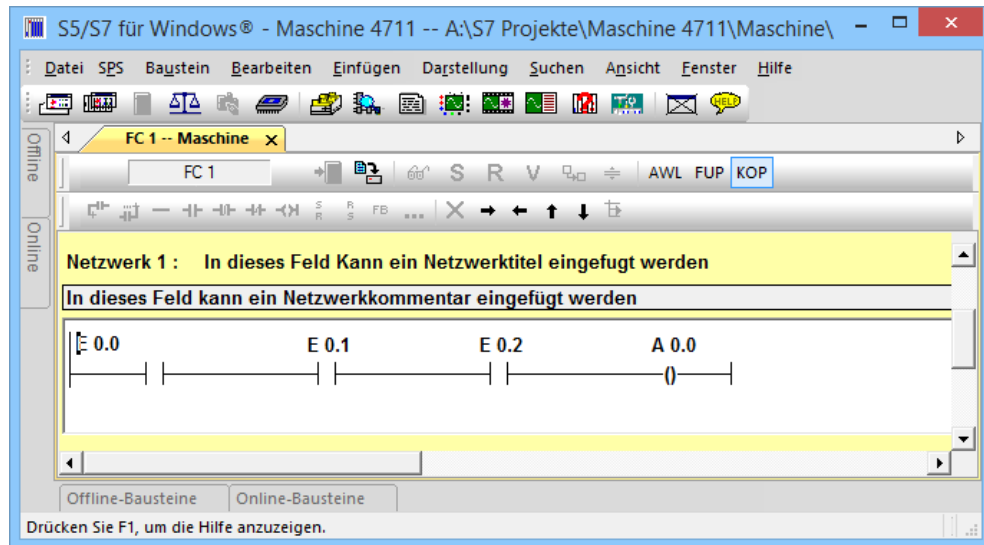 S5/S7 für Windows® - Maschine 4711 -- A:\S7 Projekte\Maschine 4711\Maschine\
Datei SPS Baustein Bearbeiten Einfügen Darstellung Suchen Ansicht Fenster Hilfe
HELP
Offline
Online
FC 1 -- Maschine x
FC 1
S R V AWL FUP KOP
S R R S FB ...
Netzwerk 1 : In dieses Feld Kann ein Netzwerktitel eingefugt werden
In dieses Feld kann ein Netzwerkkommentar eingefügt werden
E 0.0 E 0.1 E 0.2 A 0.0
Offline-Bausteine Online-Bausteine
Drücken Sie F1, um die Hilfe anzuzeigen.